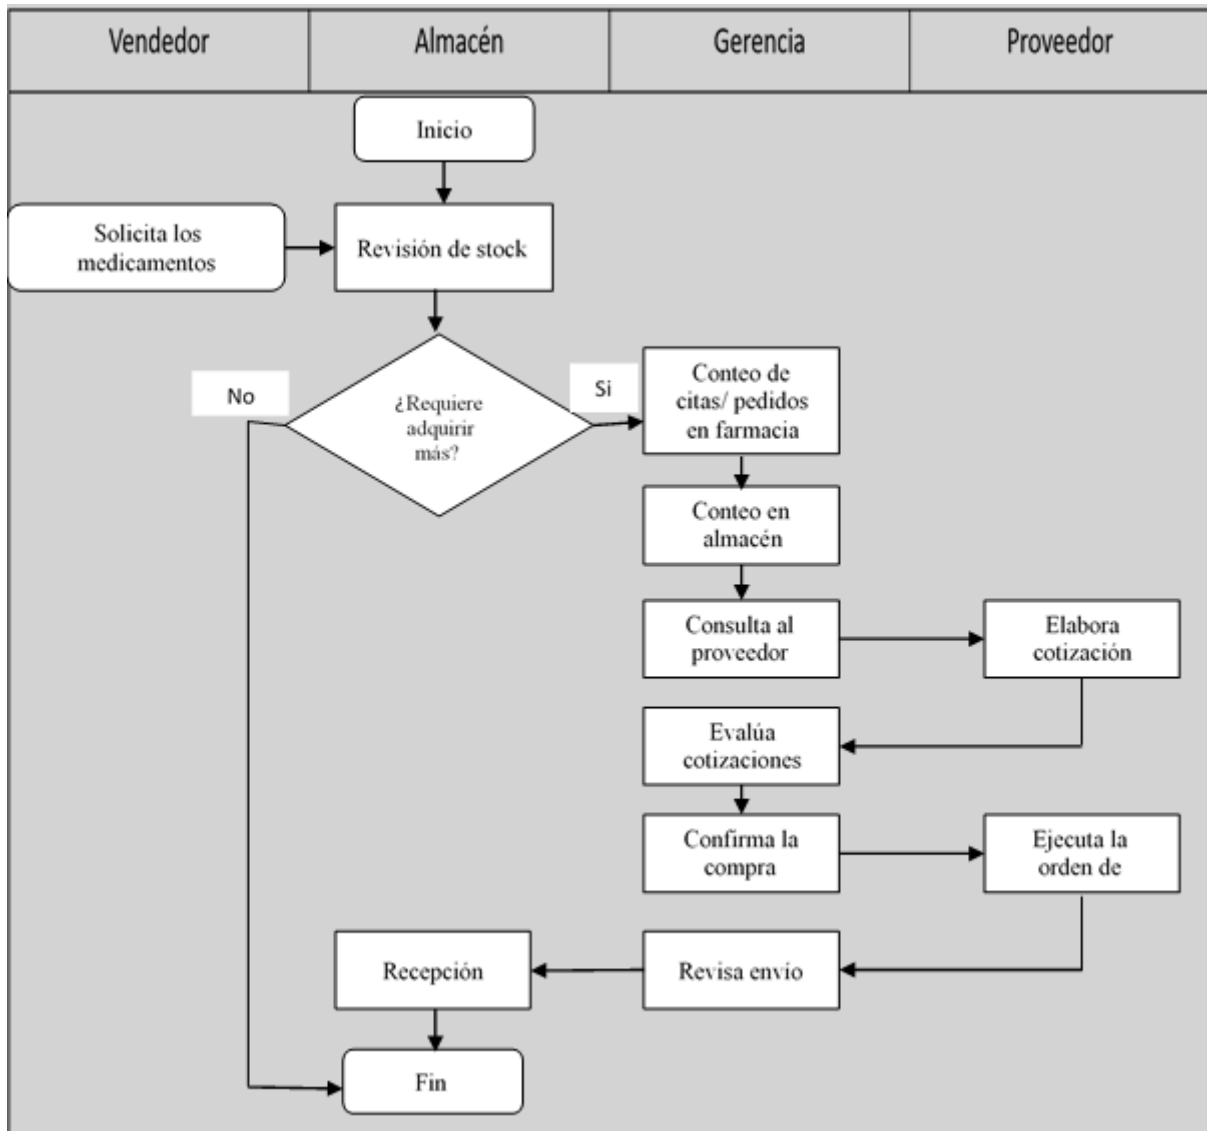 Vendedor
Almacén
Gerencia
Proveedor
Inicio
Solicita los
medicamentos
Revisión de stock
No
¿Requiere
adquirir
más?
Si
Conteo de
citas/ pedidos
en farmacia
Conteo en
almacén
Consulta al
proveedor
Elabora
cotización
Evalúa
cotizaciones
Confirma la
compra
Ejecuta la
orden de
Recepción
Revisa envío
Fin